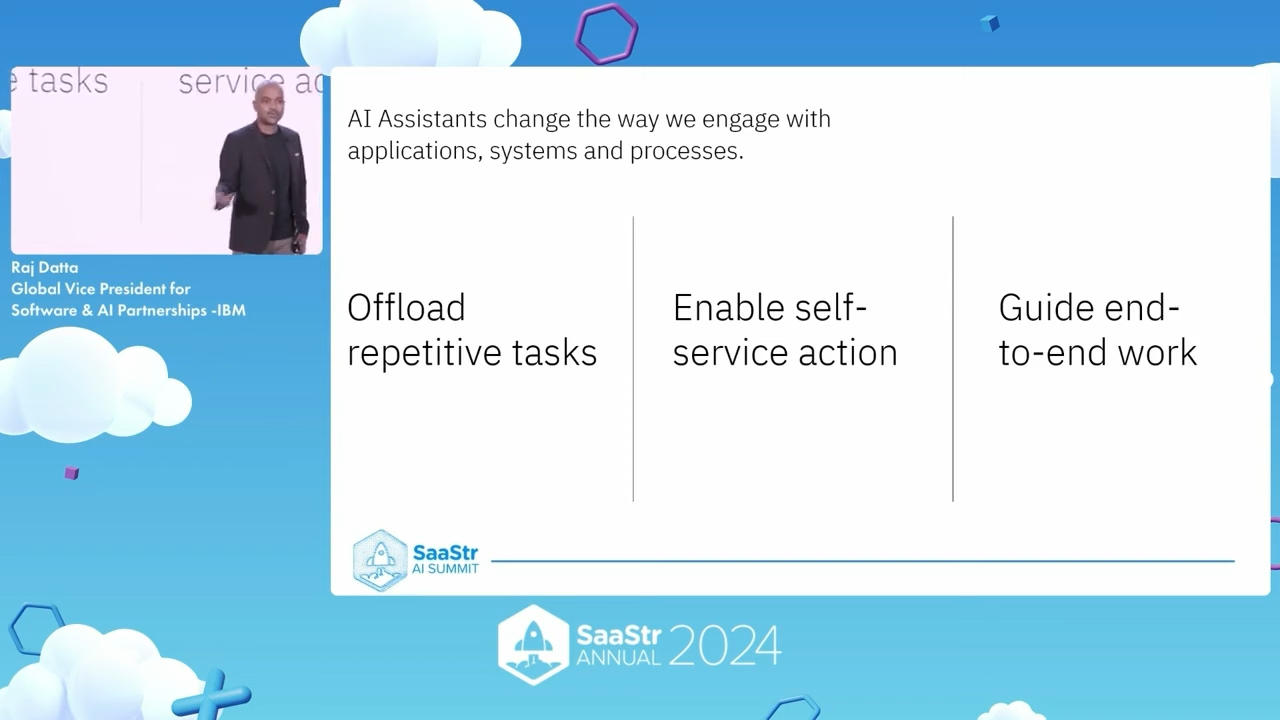 e tasks
service ac
Raj Datta
Global Vice President for
Software & AI Partnerships -IBM
AI Assistants change the way we engage with
applications, systems and processes.
Offload
repetitive tasks
Enable self-
service action
Guide end-
to-end work
SaaStr
AI SUMMIT
SaaStr
ANNUAL
2024